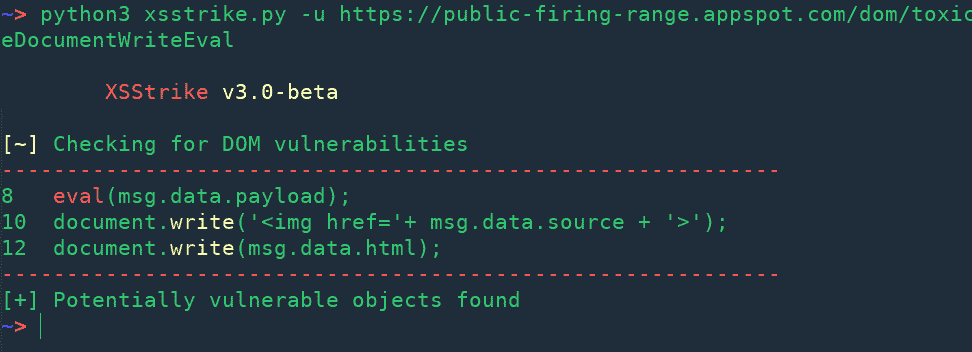 ~> python3 xsstrike.py -u https://public-firing-range.appspot.com/dom/toxic
eDocumentWriteEval
XSStrike v3.0-beta
[~] Checking for DOM vulnerabilities
------------------------------------------------------------
8   eval(msg.data.payload);
10  document.write('<img href='+ msg.data.source + '>');
12  document.write(msg.data.html);
------------------------------------------------------------
[+] Potentially vulnerable objects found
~>